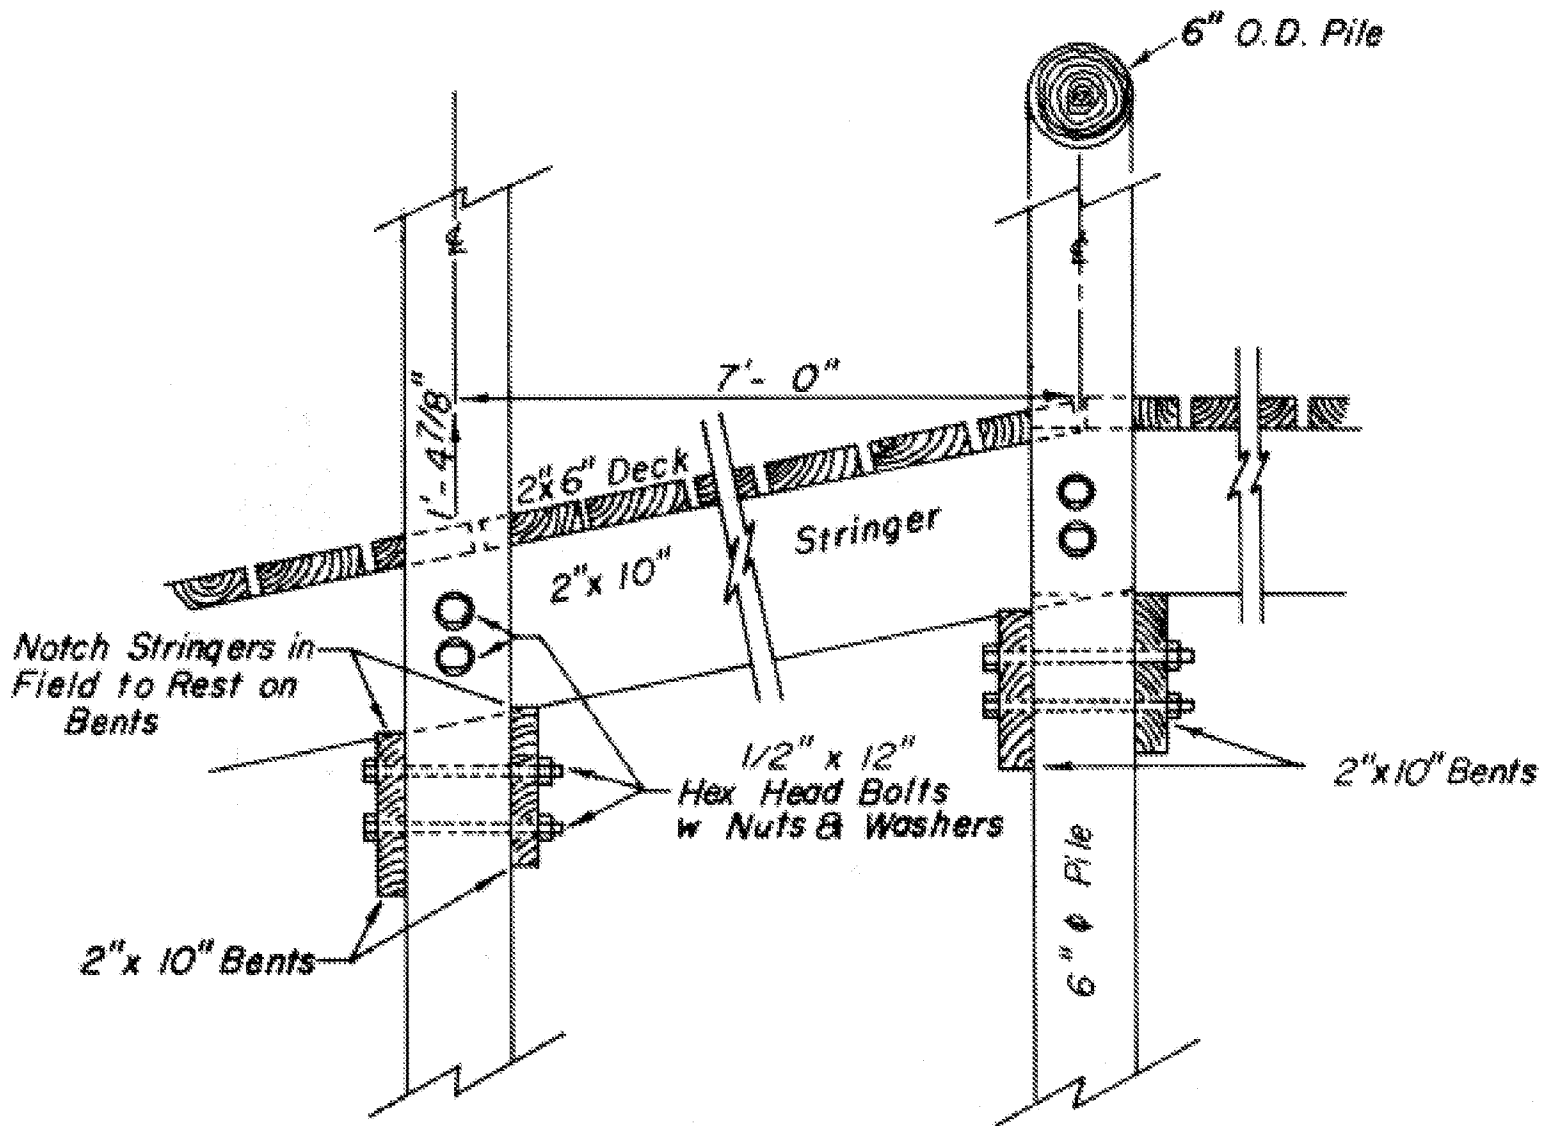 6" O.D. Pile
℄
℄
7'- 0"
1'- 4 7/8"
2"x 6" Deck
Stringer
2"x 10"
Notch Stringers in
Field to Rest on
Bents
1/2" x 12"
Hex Head Bolts
w Nuts & Washers
2"x10" Bents
6" ϕ Pile
2"x 10" Bents